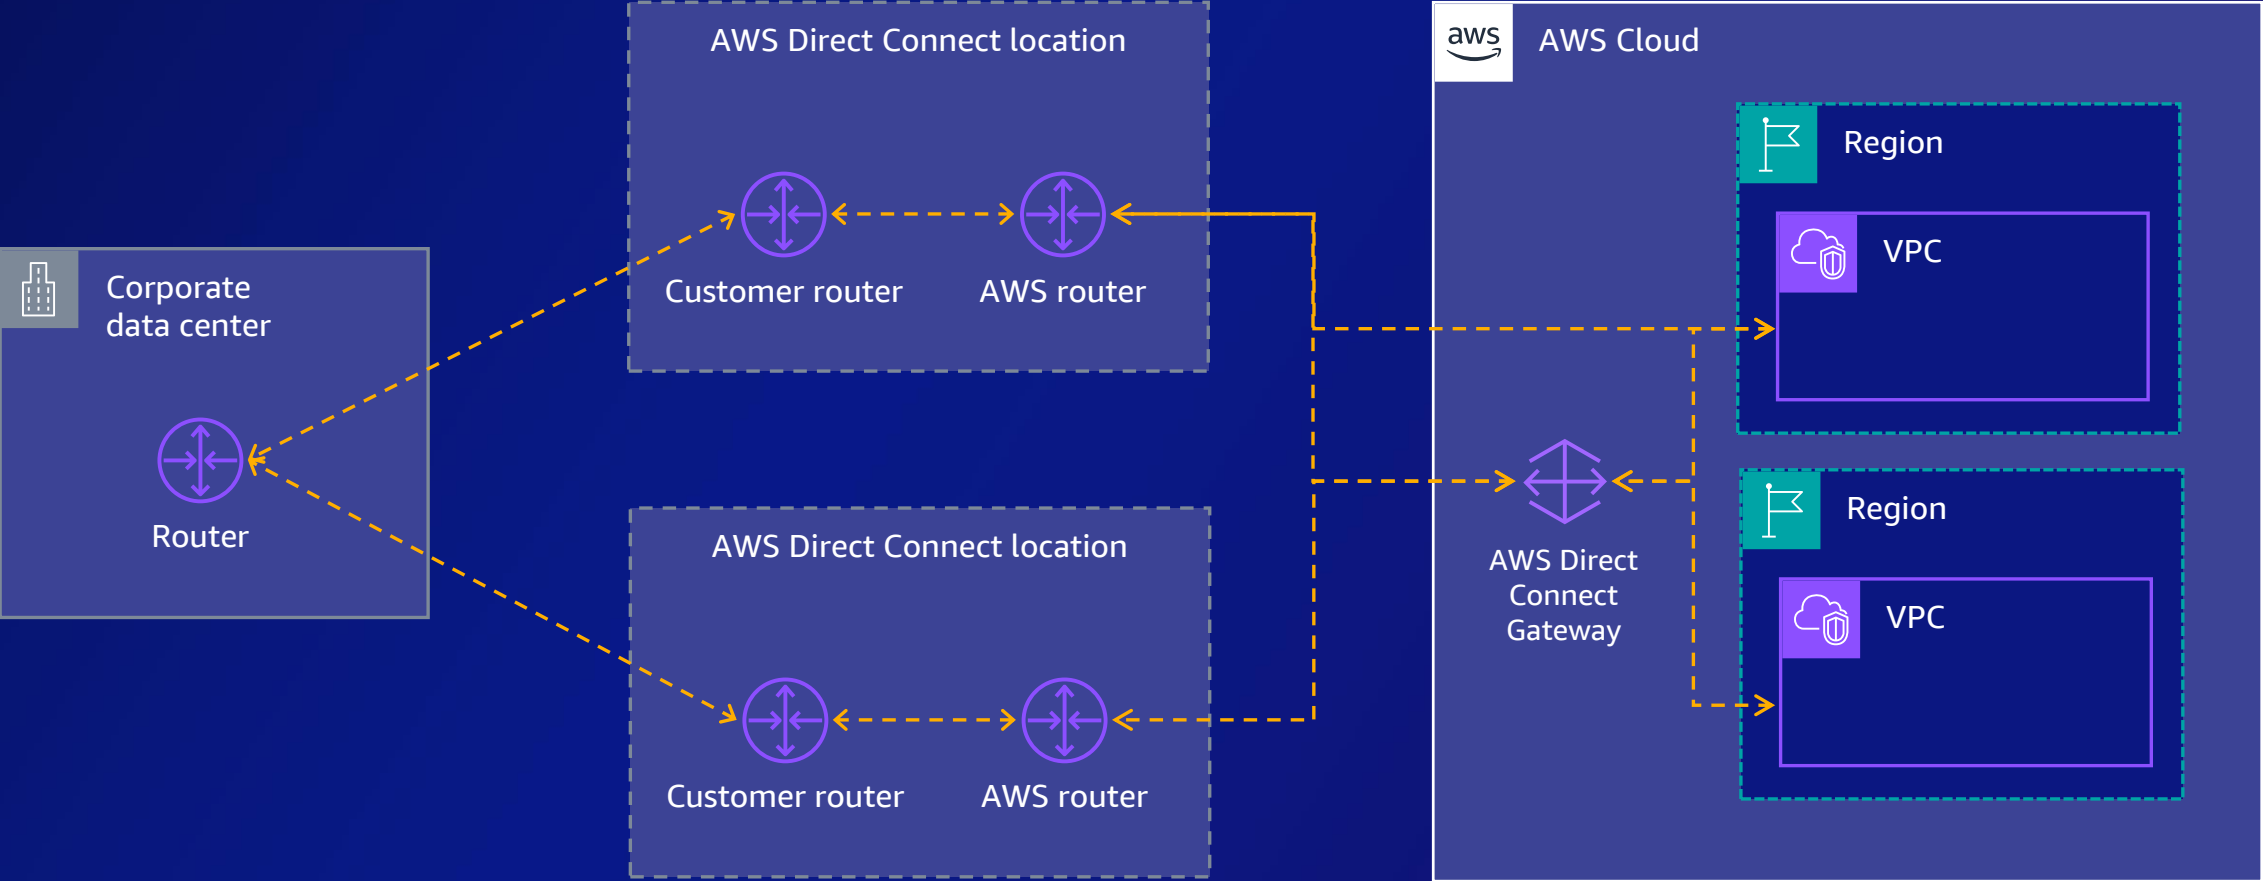 AWS Direct Connect location
aws
AWS Cloud
Region
VPC
Customer router
AWS router
Corporate
data center
Router
AWS Direct Connect location
Customer router
AWS router
AWS Direct
Connect
Gateway
Region
VPC